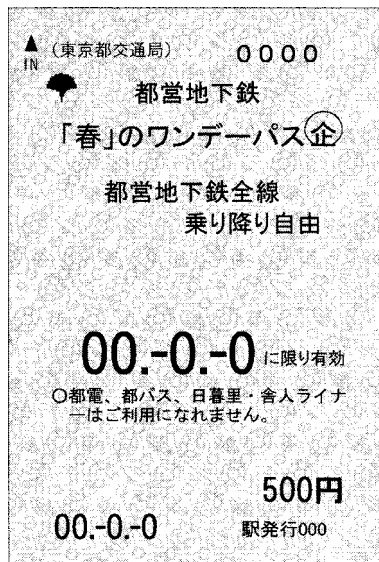 (東京都交通局) 0000
IN
都営地下鉄
「春」のワンデーパス企
都営地下鉄全線
乗り降り自由
00.-0.-0に限り有効
○都電、都バス、日暮里・舎人ライナ
ーはご利用になれません。
500円
00.-0.-0 駅発行000